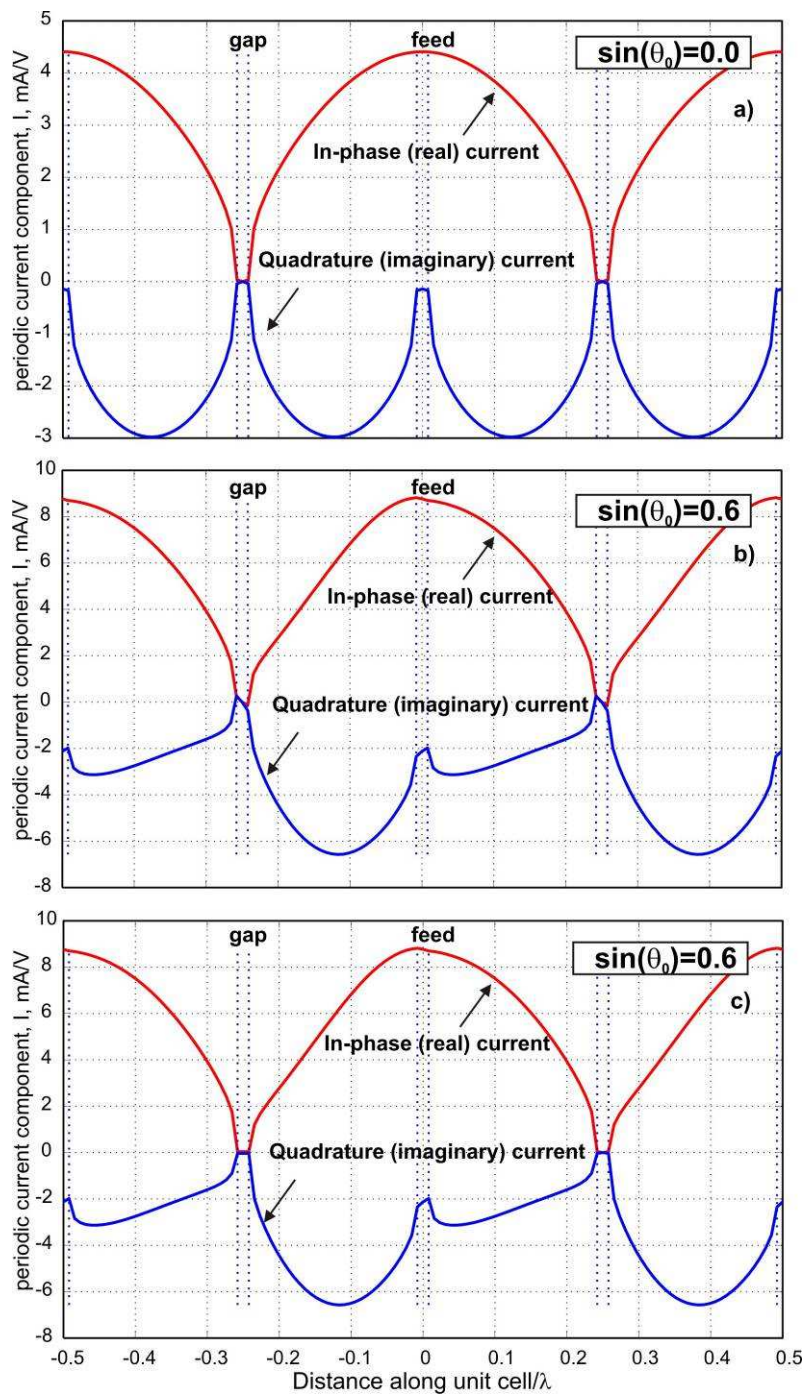 gap
feed
sin(θ₀)=0.0
a)
In-phase (real) current
Quadrature (imaginary) current
periodic current component, I, mA/V
5
4
3
2
1
0
-1
-2
-3
gap
feed
sin(θ₀)=0.6
b)
In-phase (real) current
Quadrature (imaginary) current
periodic current component, I, mA/V
10
8
6
4
2
0
-2
-4
-6
-8
gap
feed
sin(θ₀)=0.6
c)
In-phase (real) current
Quadrature (imaginary) current
periodic current component, I, mA/V
10
8
6
4
2
0
-2
-4
-6
-8
-0.5 -0.4 -0.3 -0.2 -0.1 0 0.1 0.2 0.3 0.4 0.5
Distance along unit cell/λ